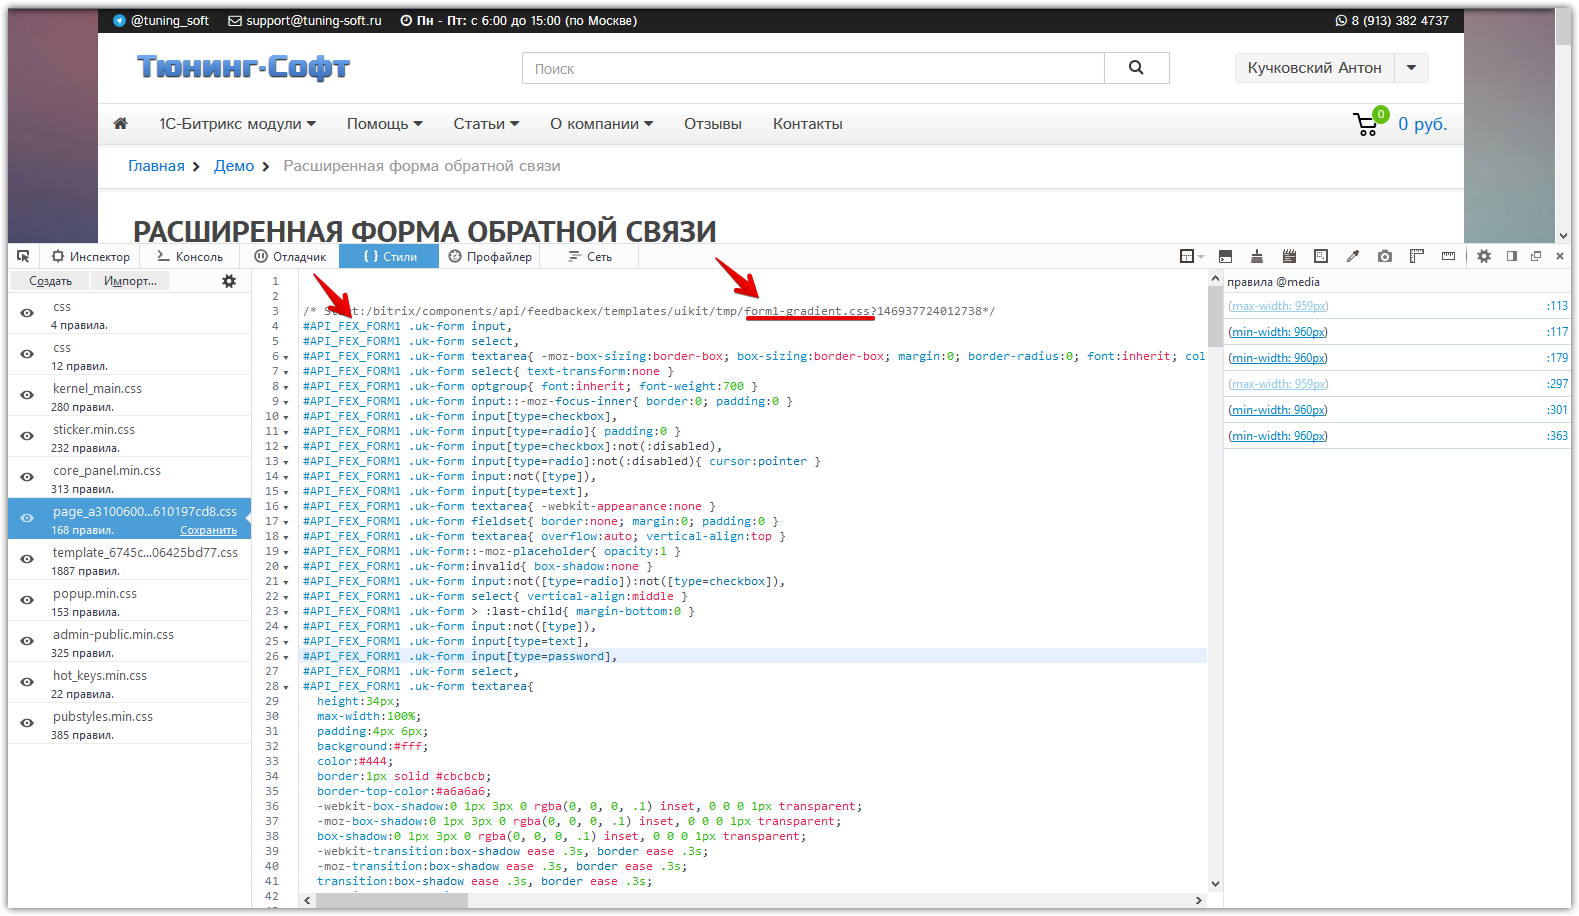 @tuning_soft support@tuning-soft.ru Пн - Пт: с 6:00 до 15:00 (по Москве) 8 (913) 382 4737
Тюнинг-Софт Поиск Кучковский Антон
1С-Битрикс модули Помощь Статьи О компании Отзывы Контакты 0 0 руб.
Главная Демо Расширенная форма обратной связи
РАСШИРЕННАЯ ФОРМА ОБРАТНОЙ СВЯЗИ
Инспектор Консоль Отладчик { } Стили Профайлер Сеть
Создать Импорт...
css
4 правила.
css
12 правил.
kernel_main.css
280 правил.
sticker.min.css
232 правила.
core_panel.min.css
313 правил.
page_a3100600...610197cd8.css
168 правил. Сохранить
template_6745c...06425bd77.css
1887 правил.
popup.min.css
153 правила.
admin-public.min.css
325 правил.
hot_keys.min.css
22 правила.
pubstyles.min.css
385 правил.
1
2
3 /* St rt:/bitrix/components/api/feedbackex/templates/uikit/tmp/form1-gradient.css?146937724012738*/
4 #API_FEX_FORM1 .uk-form input,
5 #API_FEX_FORM1 .uk-form select,
6 #API_FEX_FORM1 .uk-form textarea{ -moz-box-sizing:border-box; box-sizing:border-box; margin:0; border-radius:0; font:inherit; col
7 #API_FEX_FORM1 .uk-form select{ text-transform:none }
8 #API_FEX_FORM1 .uk-form optgroup{ font:inherit; font-weight:700 }
9 #API_FEX_FORM1 .uk-form input::-moz-focus-inner{ border:0; padding:0 }
10 #API_FEX_FORM1 .uk-form input[type=checkbox],
11 #API_FEX_FORM1 .uk-form input[type=radio]{ padding:0 }
12 #API_FEX_FORM1 .uk-form input[type=checkbox]:not(:disabled),
13 #API_FEX_FORM1 .uk-form input[type=radio]:not(:disabled){ cursor:pointer }
14 #API_FEX_FORM1 .uk-form input:not([type]),
15 #API_FEX_FORM1 .uk-form input[type=text],
16 #API_FEX_FORM1 .uk-form textarea{ -webkit-appearance:none }
17 #API_FEX_FORM1 .uk-form fieldset{ border:none; margin:0; padding:0 }
18 #API_FEX_FORM1 .uk-form textarea{ overflow:auto; vertical-align:top }
19 #API_FEX_FORM1 .uk-form::-moz-placeholder{ opacity:1 }
20 #API_FEX_FORM1 .uk-form:invalid{ box-shadow:none }
21 #API_FEX_FORM1 .uk-form input:not([type=radio]):not([type=checkbox]),
22 #API_FEX_FORM1 .uk-form select{ vertical-align:middle }
23 #API_FEX_FORM1 .uk-form > :last-child{ margin-bottom:0 }
24 #API_FEX_FORM1 .uk-form input:not([type]),
25 #API_FEX_FORM1 .uk-form input[type=text],
26 #API_FEX_FORM1 .uk-form input[type=password],
27 #API_FEX_FORM1 .uk-form select,
28 #API_FEX_FORM1 .uk-form textarea{
29 height:34px;
30 max-width:100%;
31 padding:4px 6px;
32 background:#fff;
33 color:#444;
34 border:1px solid #cbcbcb;
35 border-top-color:#a6a6a6;
36 -webkit-box-shadow:0 1px 3px 0 rgba(0, 0, 0, .1) inset, 0 0 0 1px transparent;
37 -moz-box-shadow:0 1px 3px 0 rgba(0, 0, 0, .1) inset, 0 0 0 1px transparent;
38 box-shadow:0 1px 3px 0 rgba(0, 0, 0, .1) inset, 0 0 0 1px transparent;
39 -webkit-transition:box-shadow ease .3s, border ease .3s;
40 -moz-transition:box-shadow ease .3s, border ease .3s;
41 transition:box-shadow ease .3s, border ease .3s;
42
правила @media
(max-width: 959px) :113
(min-width: 960px) :117
(min-width: 960px) :179
(max-width: 959px) :297
(min-width: 960px) :301
(min-width: 960px) :363